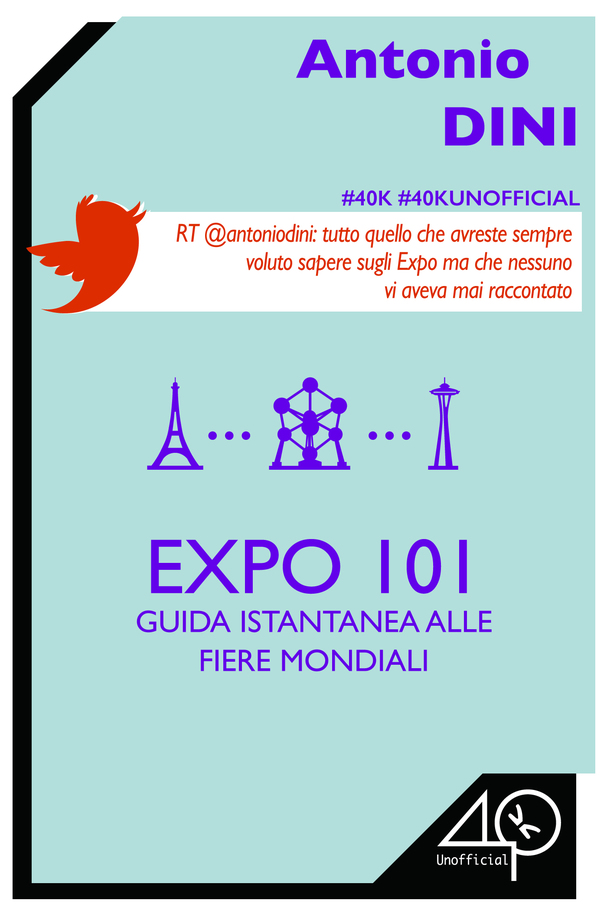 Antonio
DINI
#40K #40KUNOFFICIAL
RT @antoniodini: tutto quello che avreste sempre
voluto sapere sugli Expo ma che nessuno
vi aveva mai raccontato
EXPO 101
GUIDA ISTANTANEA ALLE
FIERE MONDIALI
40K
Unofficial